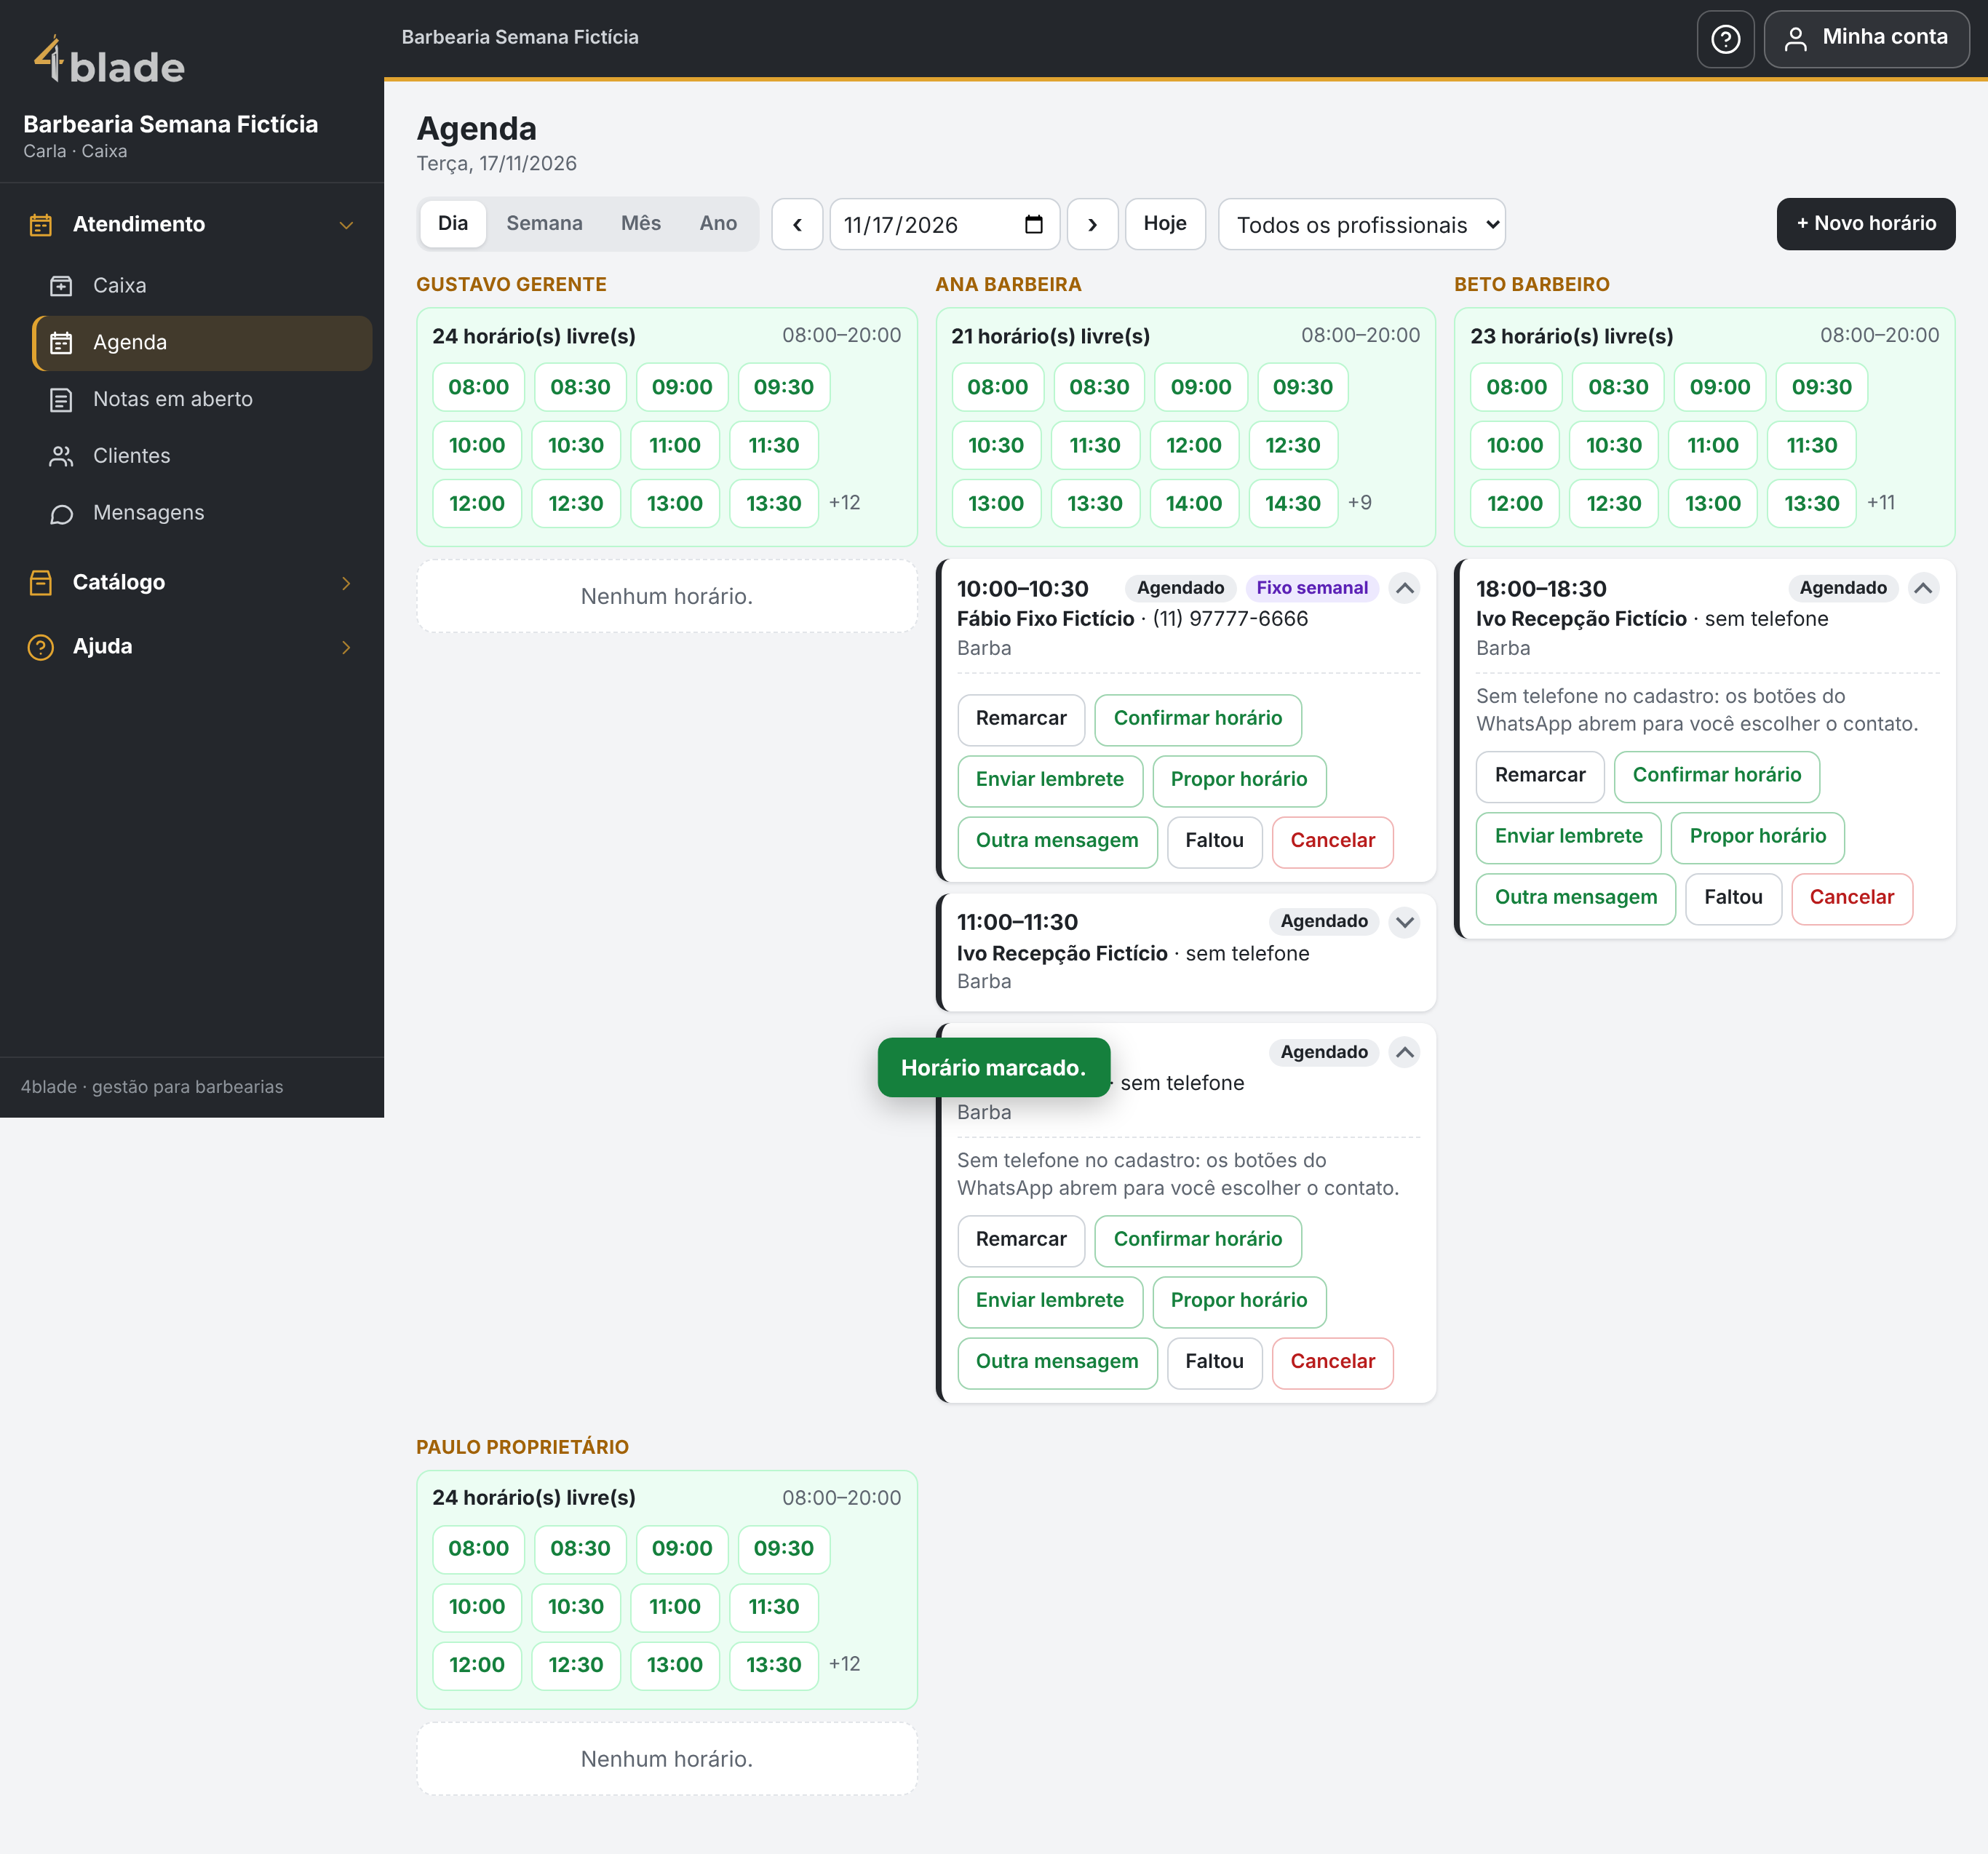 4blade
Barbearia Semana Fictícia
Carla · Caixa
Atendimento
Caixa
Agenda
Notas em aberto
Clientes
Mensagens
Catálogo
Ajuda
4blade · gestão para barbearias
Barbearia Semana Fictícia
Minha conta
Agenda
Terça, 17/11/2026
Dia Semana Mês Ano
11/17/2026
Hoje
Todos os profissionais
+ Novo horário
GUSTAVO GERENTE
24 horário(s) livre(s) 08:00–20:00
08:00 08:30 09:00 09:30
10:00 10:30 11:00 11:30
12:00 12:30 13:00 13:30 +12
Nenhum horário.
ANA BARBEIRA
21 horário(s) livre(s) 08:00–20:00
08:00 08:30 09:00 09:30
10:30 11:30 12:00 12:30
13:00 13:30 14:00 14:30 +9
10:00–10:30 Agendado Fixo semanal
Fábio Fixo Fictício · (11) 97777-6666
Barba
Remarcar Confirmar horário
Enviar lembrete Propor horário
Outra mensagem Faltou Cancelar
11:00–11:30 Agendado
Ivo Recepção Fictício · sem telefone
Barba
Agendado
Horário marcado.
· sem telefone
Barba
Sem telefone no cadastro: os botões do
WhatsApp abrem para você escolher o contato.
Remarcar Confirmar horário
Enviar lembrete Propor horário
Outra mensagem Faltou Cancelar
BETO BARBEIRO
23 horário(s) livre(s) 08:00–20:00
08:00 08:30 09:00 09:30
10:00 10:30 11:00 11:30
12:00 12:30 13:00 13:30 +11
18:00–18:30 Agendado
Ivo Recepção Fictício · sem telefone
Barba
Sem telefone no cadastro: os botões do
WhatsApp abrem para você escolher o contato.
Remarcar Confirmar horário
Enviar lembrete Propor horário
Outra mensagem Faltou Cancelar
PAULO PROPRIETÁRIO
24 horário(s) livre(s) 08:00–20:00
08:00 08:30 09:00 09:30
10:00 10:30 11:00 11:30
12:00 12:30 13:00 13:30 +12
Nenhum horário.